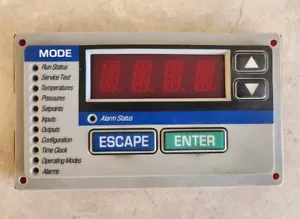 MODE
Run Status
Service Test
Temperatures
Pressures
Setpoints
Inputs
Outputs
Configuration
Time Clock
Operating Modes
Alarms
Alarm Status
ESCAPE
ENTER